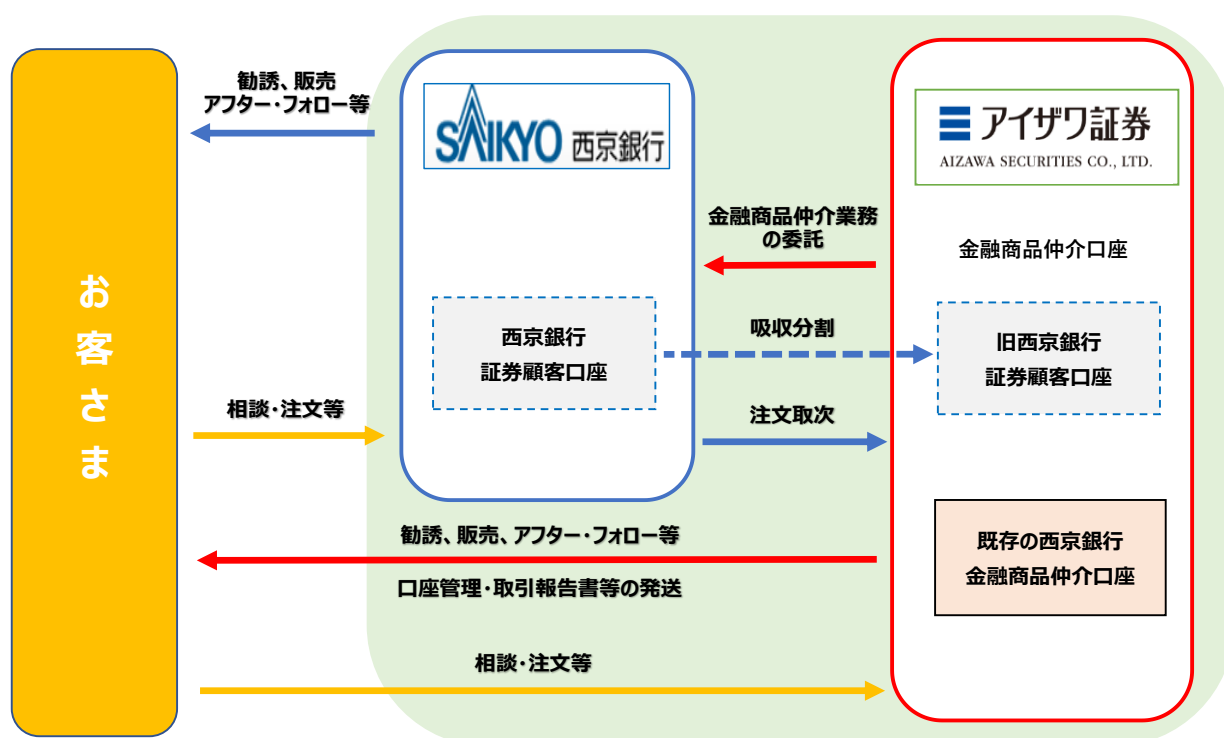 お客さま
勧誘、販売
アフター・フォロー等
SAIKYO 西京銀行
アイザワ証券
AIZAWA SECURITIES CO., LTD.
金融商品仲介業務
の委託
金融商品仲介口座
西京銀行
証券顧客口座
吸収分割
旧西京銀行
証券顧客口座
相談・注文等
注文取次
勧誘、販売、アフター・フォロー等
口座管理・取引報告書等の発送
既存の西京銀行
金融商品仲介口座
相談・注文等